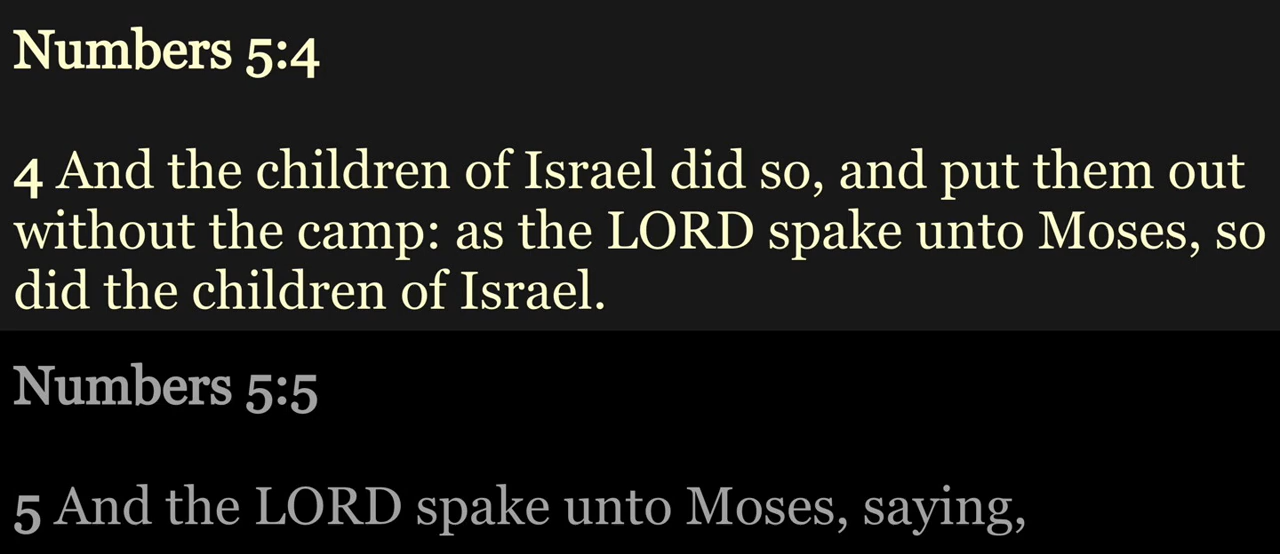 Numbers 5:4
4 And the children of Israel did so, and put them out
without the camp: as the LORD spake unto Moses, so
did the children of Israel.
Numbers 5:5
5 And the LORD spake unto Moses, saying,